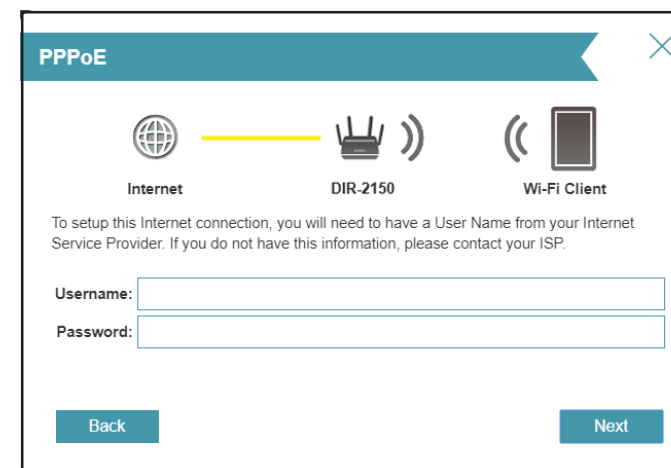 PPPoE
Internet
DIR-2150
Wi-Fi Client
To setup this Internet connection, you will need to have a User Name from your Internet
Service Provider. If you do not have this information, please contact your ISP.
Username:
Password:
Back
Next